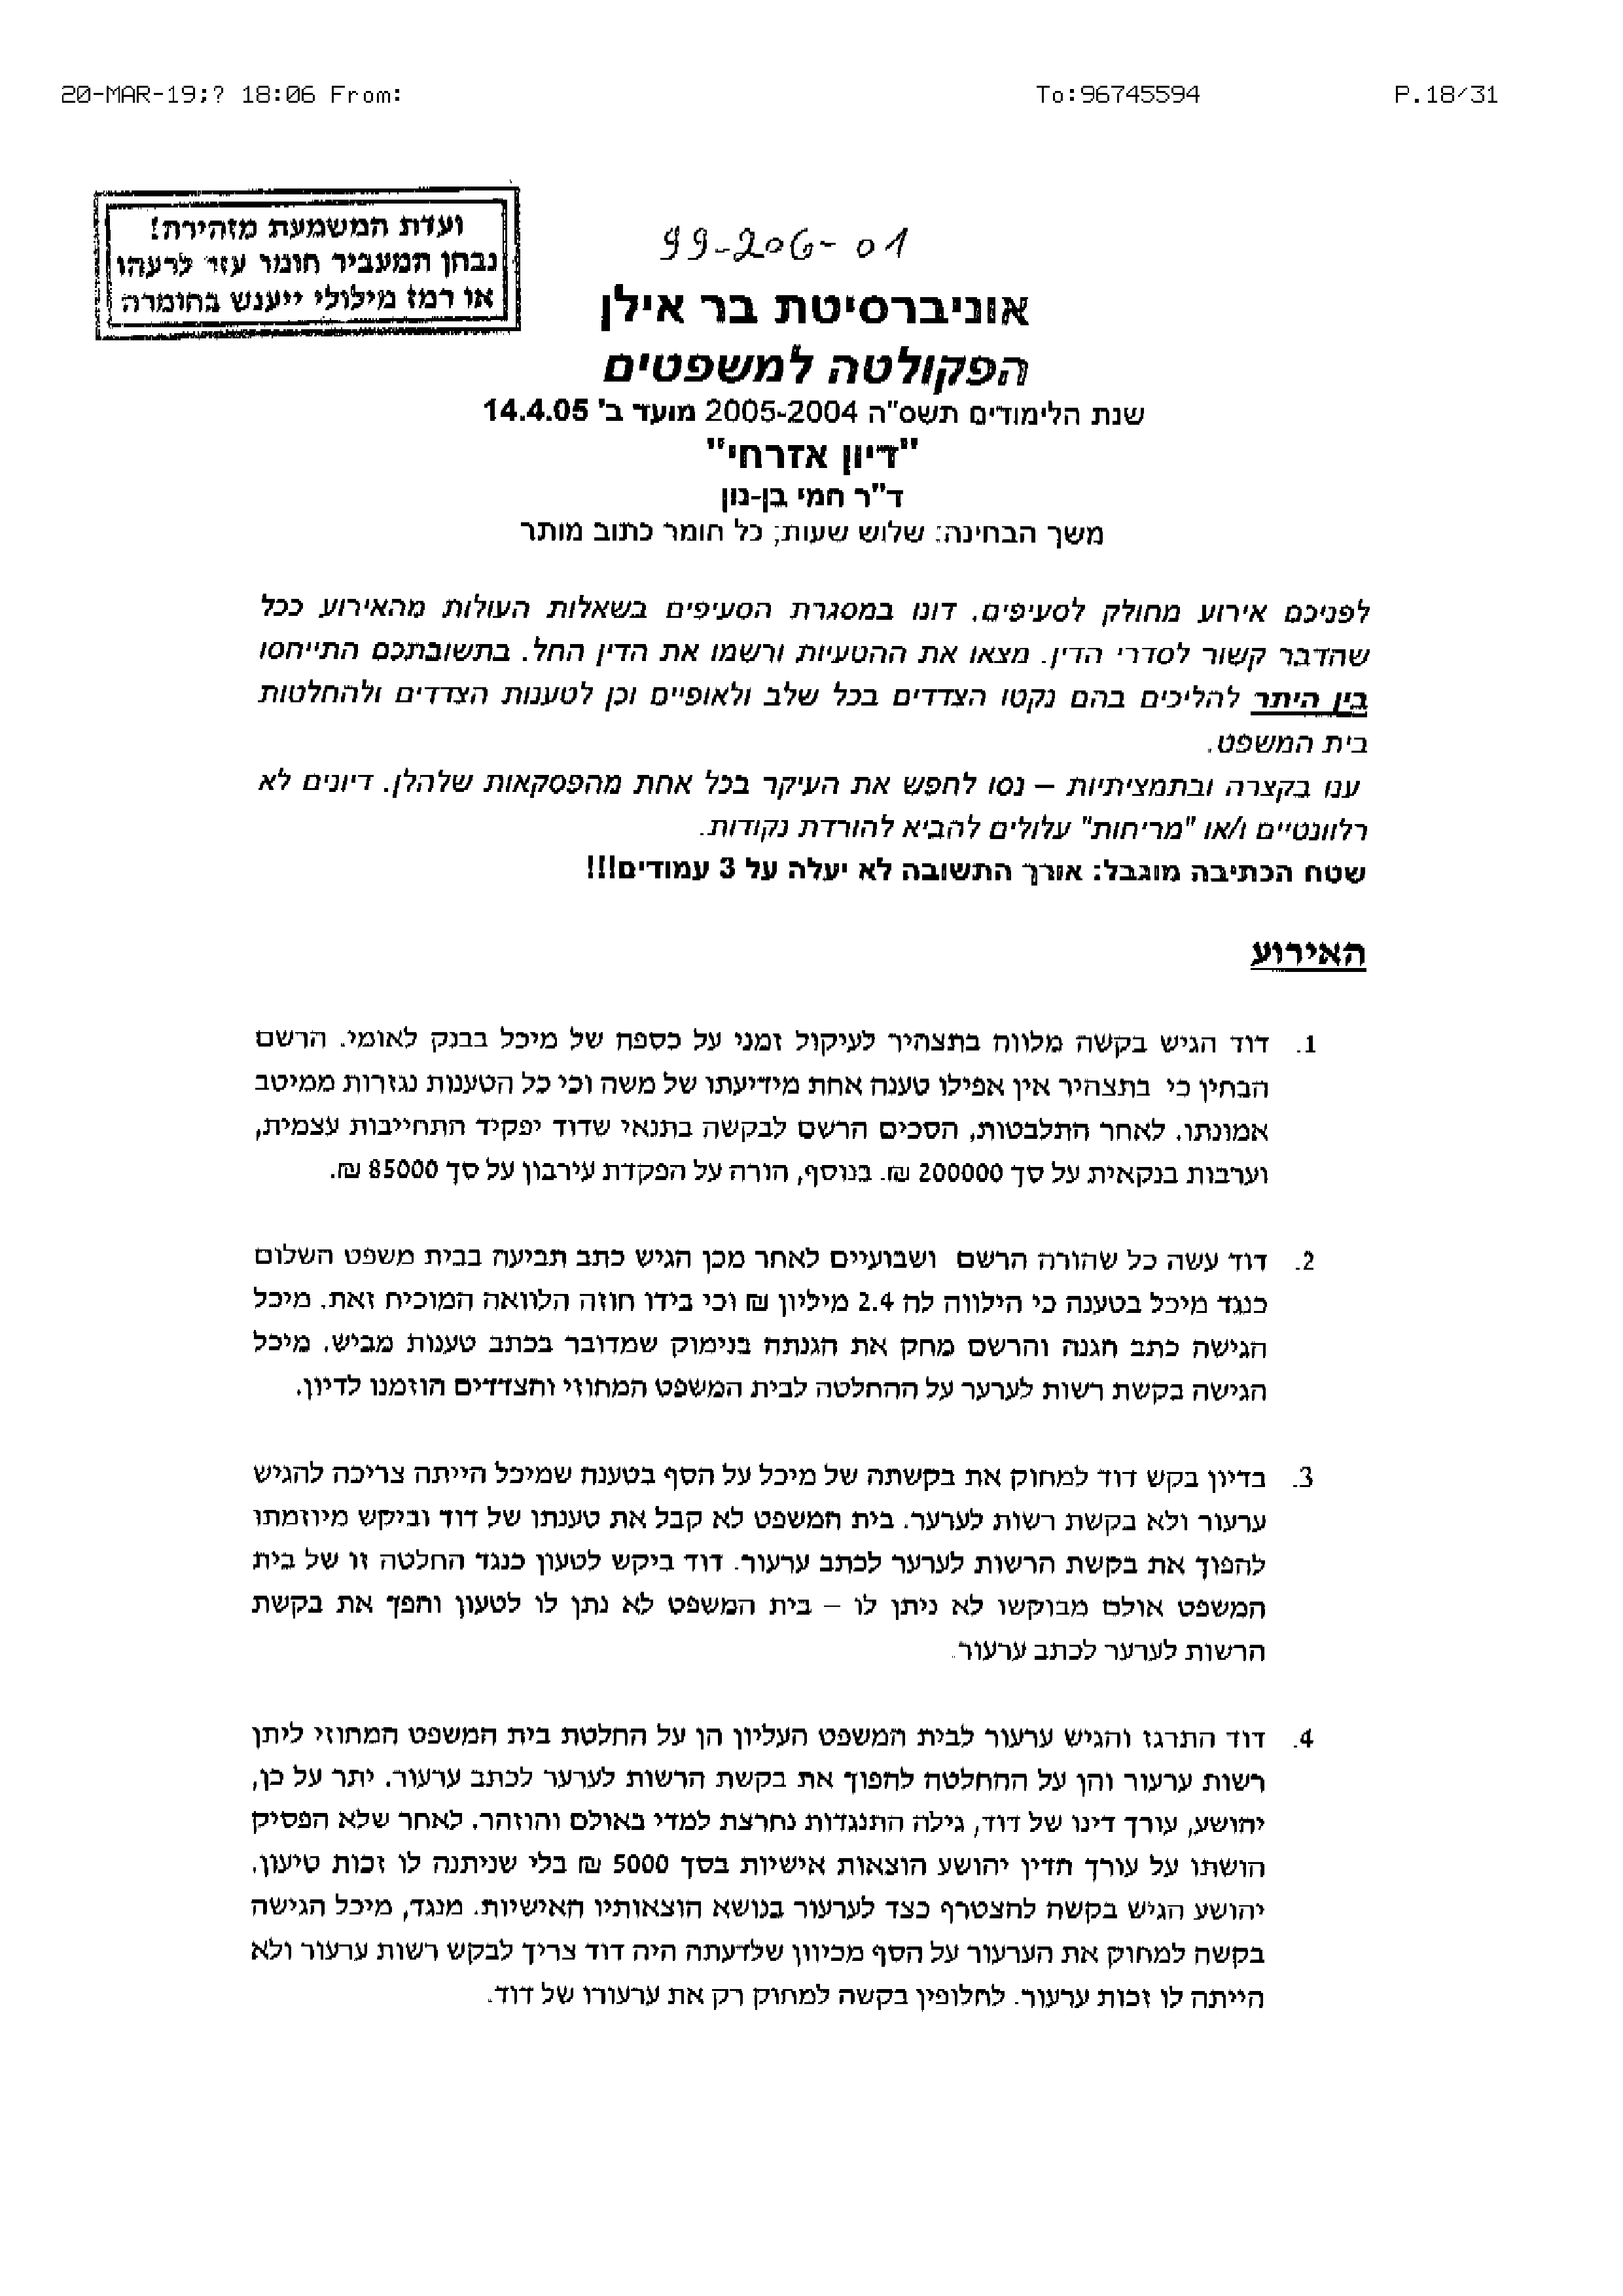 20-MAR-19;? 18:06 From: To:96745594 P.18/31
ועדת המשמעת מזהירה!
נבחן המעביר חומר עזר לרעהו
או רמז מילולי ייענש בחומרה
99-206-01
אוניברסיטת בר אילן
הפקולטה למשפטים
שנת הלימודים תשס"ה 2005-2004 מועד ב' 14.4.05
"דיון אזרחי"
ד"ר חמי בן-נון
משך הבחינה: שלוש שעות; כל חומר כתוב מותר
לפניכם אירוע מחולק לסעיפים. דונו במסגרת הסעיפים בשאלות העולות מהאירוע ככל
שהדבר קשור לסדרי הדין. מצאו את ההטעיות ורשמו את הדין החל. בתשובתכם התייחסו
בין היתר להליכים בהם נקטו הצדדים בכל שלב ולאופיים וכן לטענות הצדדים ולהחלטות
בית המשפט.
ענו בקצרה ובתמציתיות – נסו לחפש את העיקר בכל אחת מהפסקאות שלהלן. דיונים לא
רלוונטיים ו/או "מריחות" עלולים להביא להורדת נקודות.
שטח הכתיבה מוגבל: אורך התשובה לא יעלה על 3 עמודים!!!
האירוע
1. דוד הגיש בקשה מלווה בתצהיר לעיקול זמני על כספה של מיכל בבנק לאומי. הרשם
הבחין כי בתצהיר אין אפילו טענה אחת מידיעתו של משה וכי כל הטענות נגזרות ממיטב
אמונתו. לאחר התלבטות, הסכים הרשם לבקשה בתנאי שדוד יפקיד התחייבות עצמית,
וערבות בנקאית על סך 200000 ₪. בנוסף, הורה על הפקדת עירבון על סך 85000 ₪.
2. דוד עשה כל שהורה הרשם ושבועיים לאחר מכן הגיש כתב תביעה בבית משפט השלום
כנגד מיכל בטענה כי הילווה לה 2.4 מיליון ₪ וכי בידו חוזה הלוואה המוכיח זאת. מיכל
הגישה כתב הגנה והרשם מחק את הגנתה בנימוק שמדובר בכתב טענות מביש. מיכל
הגישה בקשת רשות לערער על ההחלטה לבית המשפט המחוזי והצדדים הוזמנו לדיון.
3. בדיון בקש דוד למחוק את בקשתה של מיכל על הסף בטענה שמיכל הייתה צריכה להגיש
ערעור ולא בקשת רשות לערער. בית המשפט לא קבל את טענתו של דוד וביקש מיוזמתו
להפוך את בקשת הרשות לערער לכתב ערעור. דוד ביקש לטעון כנגד החלטה זו של בית
המשפט אולם מבוקשו לא ניתן לו – בית המשפט לא נתן לו לטעון והפך את בקשת
הרשות לערער לכתב ערעור.
4. דוד התרגז והגיש ערעור לבית המשפט העליון הן על החלטת בית המשפט המחוזי ליתן
רשות ערעור והן על ההחלטה להפוך את בקשת הרשות לערער לכתב ערעור. יתר על כן,
יהושע, עורך דינו של דוד, גילה התנגדות נחרצת למדי באולם והוזהר. לאחר שלא הפסיק
הושתו על עורך הדין יהושע הוצאות אישיות בסך 5000 ₪ בלי שניתנה לו זכות טיעון.
יהושע הגיש בקשה להצטרף כצד לערעור בנושא הוצאותיו האישיות. מנגד, מיכל הגישה
בקשה למחוק את הערעור על הסף מכיוון שלדעתה היה דוד צריך לבקש רשות ערעור ולא
הייתה לו זכות ערעור. לחלופין בקשה למחוק רק את ערעורו של דוד.